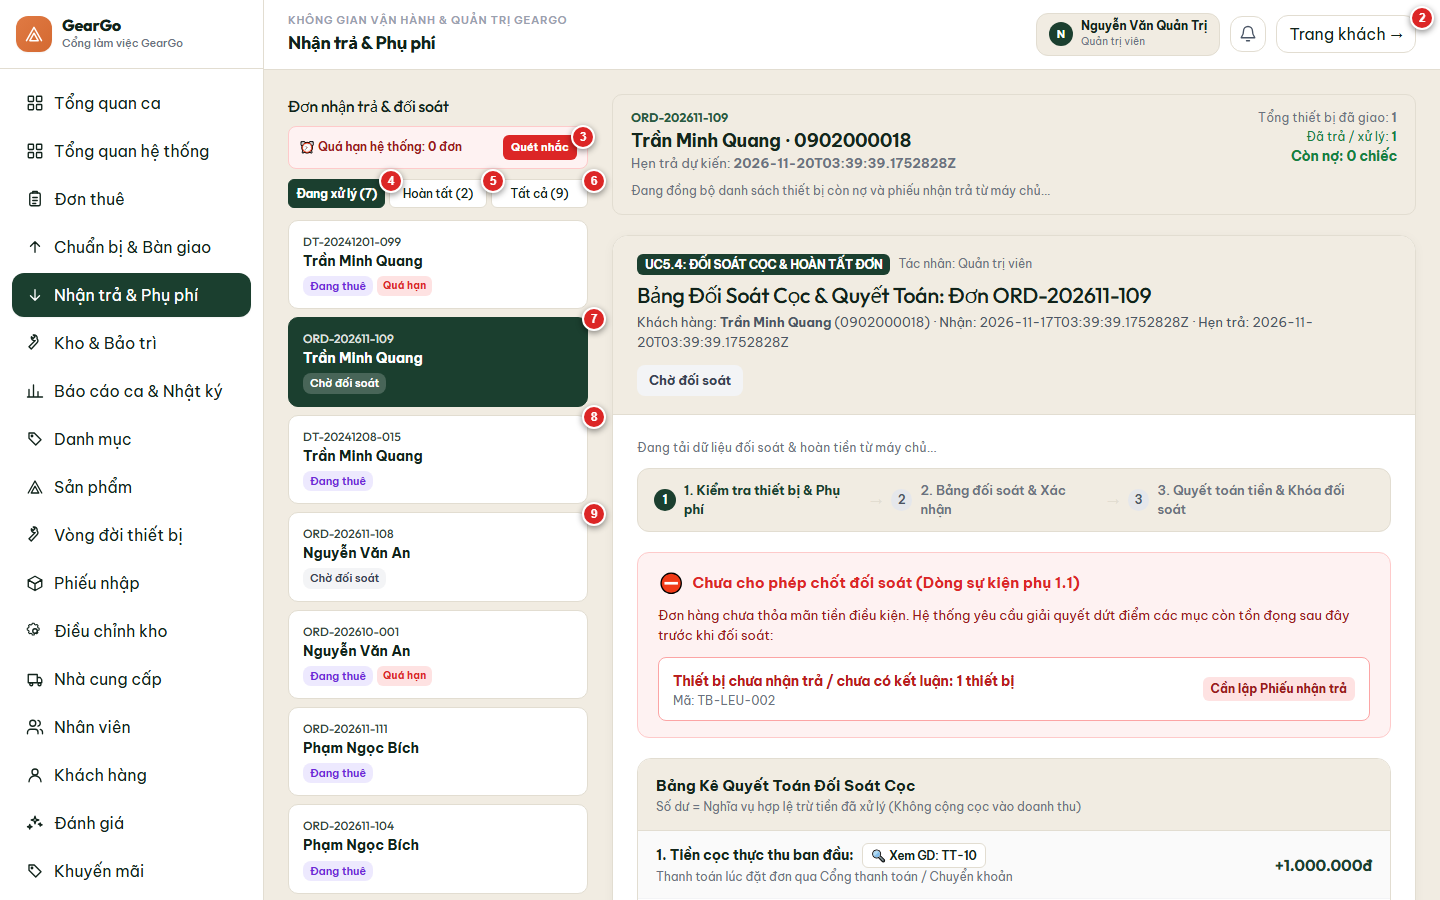 GearGo
Cổng làm việc GearGo
Tổng quan ca
Tổng quan hệ thống
Đơn thuê
Chuẩn bị & Bàn giao
Nhận trả & Phụ phí
Kho & Bảo trì
Báo cáo ca & Nhật ký
Danh mục
Sản phẩm
Vòng đời thiết bị
Phiếu nhập
Điều chỉnh kho
Nhà cung cấp
Nhân viên
Khách hàng
Đánh giá
Khuyến mãi
KHÔNG GIAN VẬN HÀNH & QUẢN TRỊ GEARGO
Nhận trả & Phụ phí
N
Nguyễn Văn Quản Trị
Quản trị viên
Trang khách →
2
Đơn nhận trả & đối soát
Quá hạn hệ thống: 0 đơn
Quét nhắc
3
Đang xử lý (7)
4
Hoàn tất (2)
5
Tất cả (9)
6
DT-20241201-099
Trần Minh Quang
Đang thuê
Quá hạn
7
ORD-202611-109
Trần Minh Quang
Chờ đối soát
8
DT-20241208-015
Trần Minh Quang
Đang thuê
9
ORD-202611-108
Nguyễn Văn An
Chờ đối soát
ORD-202610-001
Nguyễn Văn An
Đang thuê
Quá hạn
ORD-202611-111
Phạm Ngọc Bích
Đang thuê
ORD-202611-104
Phạm Ngọc Bích
Đang thuê
ORD-202611-109
Trần Minh Quang · 0902000018
Hẹn trả dự kiến: 2026-11-20T03:39:39.1752828Z
Đang đồng bộ danh sách thiết bị còn nợ và phiếu nhận trả từ máy chủ...
Tổng thiết bị đã giao: 1
Đã trả / xử lý: 1
Còn nợ: 0 chiếc
UC5.4: ĐỐI SOÁT CỌC & HOÀN TẤT ĐƠN
Tác nhân: Quản trị viên
Bảng Đối Soát Cọc & Quyết Toán: Đơn ORD-202611-109
Khách hàng: Trần Minh Quang (0902000018) · Nhận: 2026-11-17T03:39:39.1752828Z · Hẹn trả: 2026-11-
20T03:39:39.1752828Z
Chờ đối soát
Đang tải dữ liệu đối soát & hoàn tiền từ máy chủ...
1
1. Kiểm tra thiết bị & Phụ
phí
→
2
2. Bảng đối soát & Xác
nhận
→
3
3. Quyết toán tiền & Khóa đối
soát
Chưa cho phép chốt đối soát (Dòng sự kiện phụ 1.1)
Đơn hàng chưa thỏa mãn tiền điều kiện. Hệ thống yêu cầu giải quyết dứt điểm các mục còn tồn đọng sau đây
trước khi đối soát:
Thiết bị chưa nhận trả / chưa có kết luận: 1 thiết bị
Mã: TB-LEU-002
Cần lập Phiếu nhận trả
Bảng Kê Quyết Toán Đối Soát Cọc
Số dư = Nghĩa vụ hợp lệ trừ tiền đã xử lý (Không cộng cọc vào doanh thu)
1. Tiền cọc thực thu ban đầu:
Xem GD: TT-10
Thanh toán lúc đặt đơn qua Cổng thanh toán / Chuyển khoản
+1.000.000đ